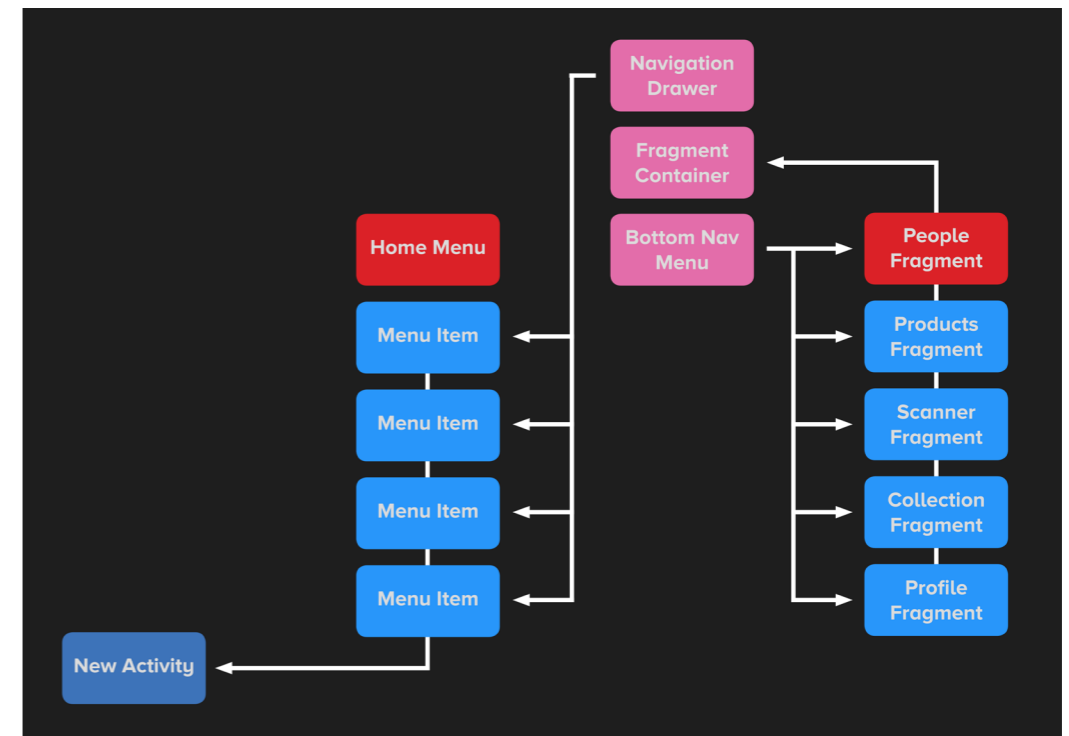 Navigation
Drawer
Fragment
Container
Home Menu
Bottom Nav
Menu
People
Fragment
Menu Item
Products
Fragment
Menu Item
Scanner
Fragment
Menu Item
Collection
Fragment
Menu Item
Profile
Fragment
New Activity